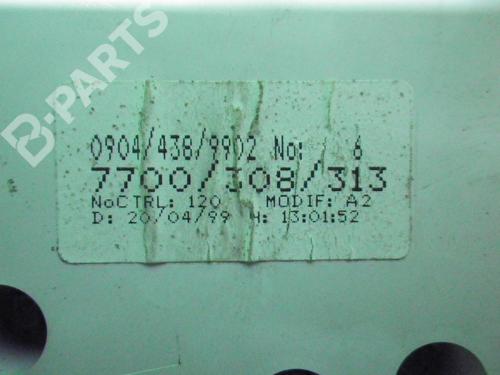 B-PARTS
0904/438/9902 No: 6
7700/308/313
NoCTRL: 120 MODIF: A2
D: 20/04/99 H: 13:01:52